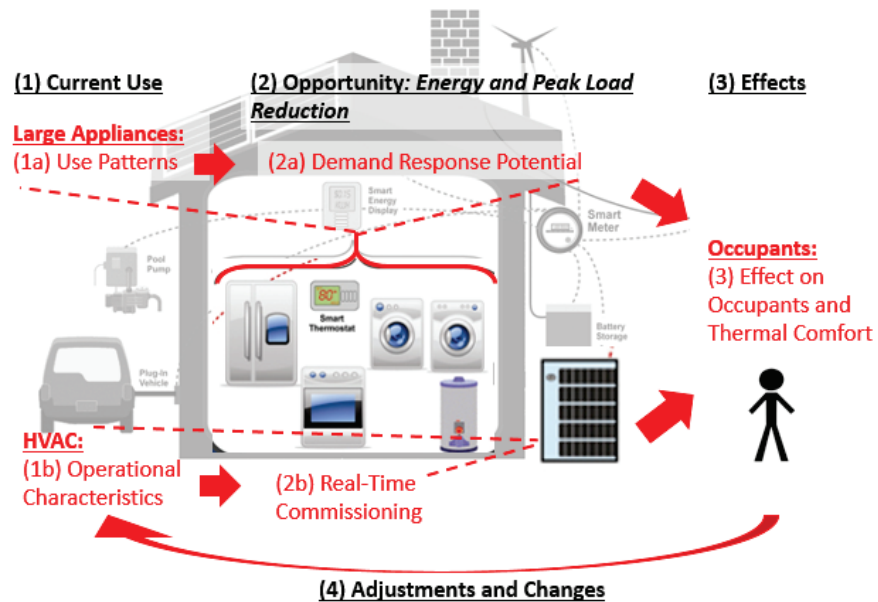 (1) Current Use
(2) Opportunity: Energy and Peak Load
Reduction
(3) Effects
Large Appliances:
(1a) Use Patterns
(2a) Demand Response Potential
Smart
Energy
Display
Smart
Meter
Pool
Pump
Occupants:
(3) Effect on
Occupants and
Thermal Comfort
80°
Smart
Thermostat
Battery
Storage
Plug-in
Vehicle
HVAC:
(1b) Operational
Characteristics
(2b) Real-Time
Commissioning
(4) Adjustments and Changes